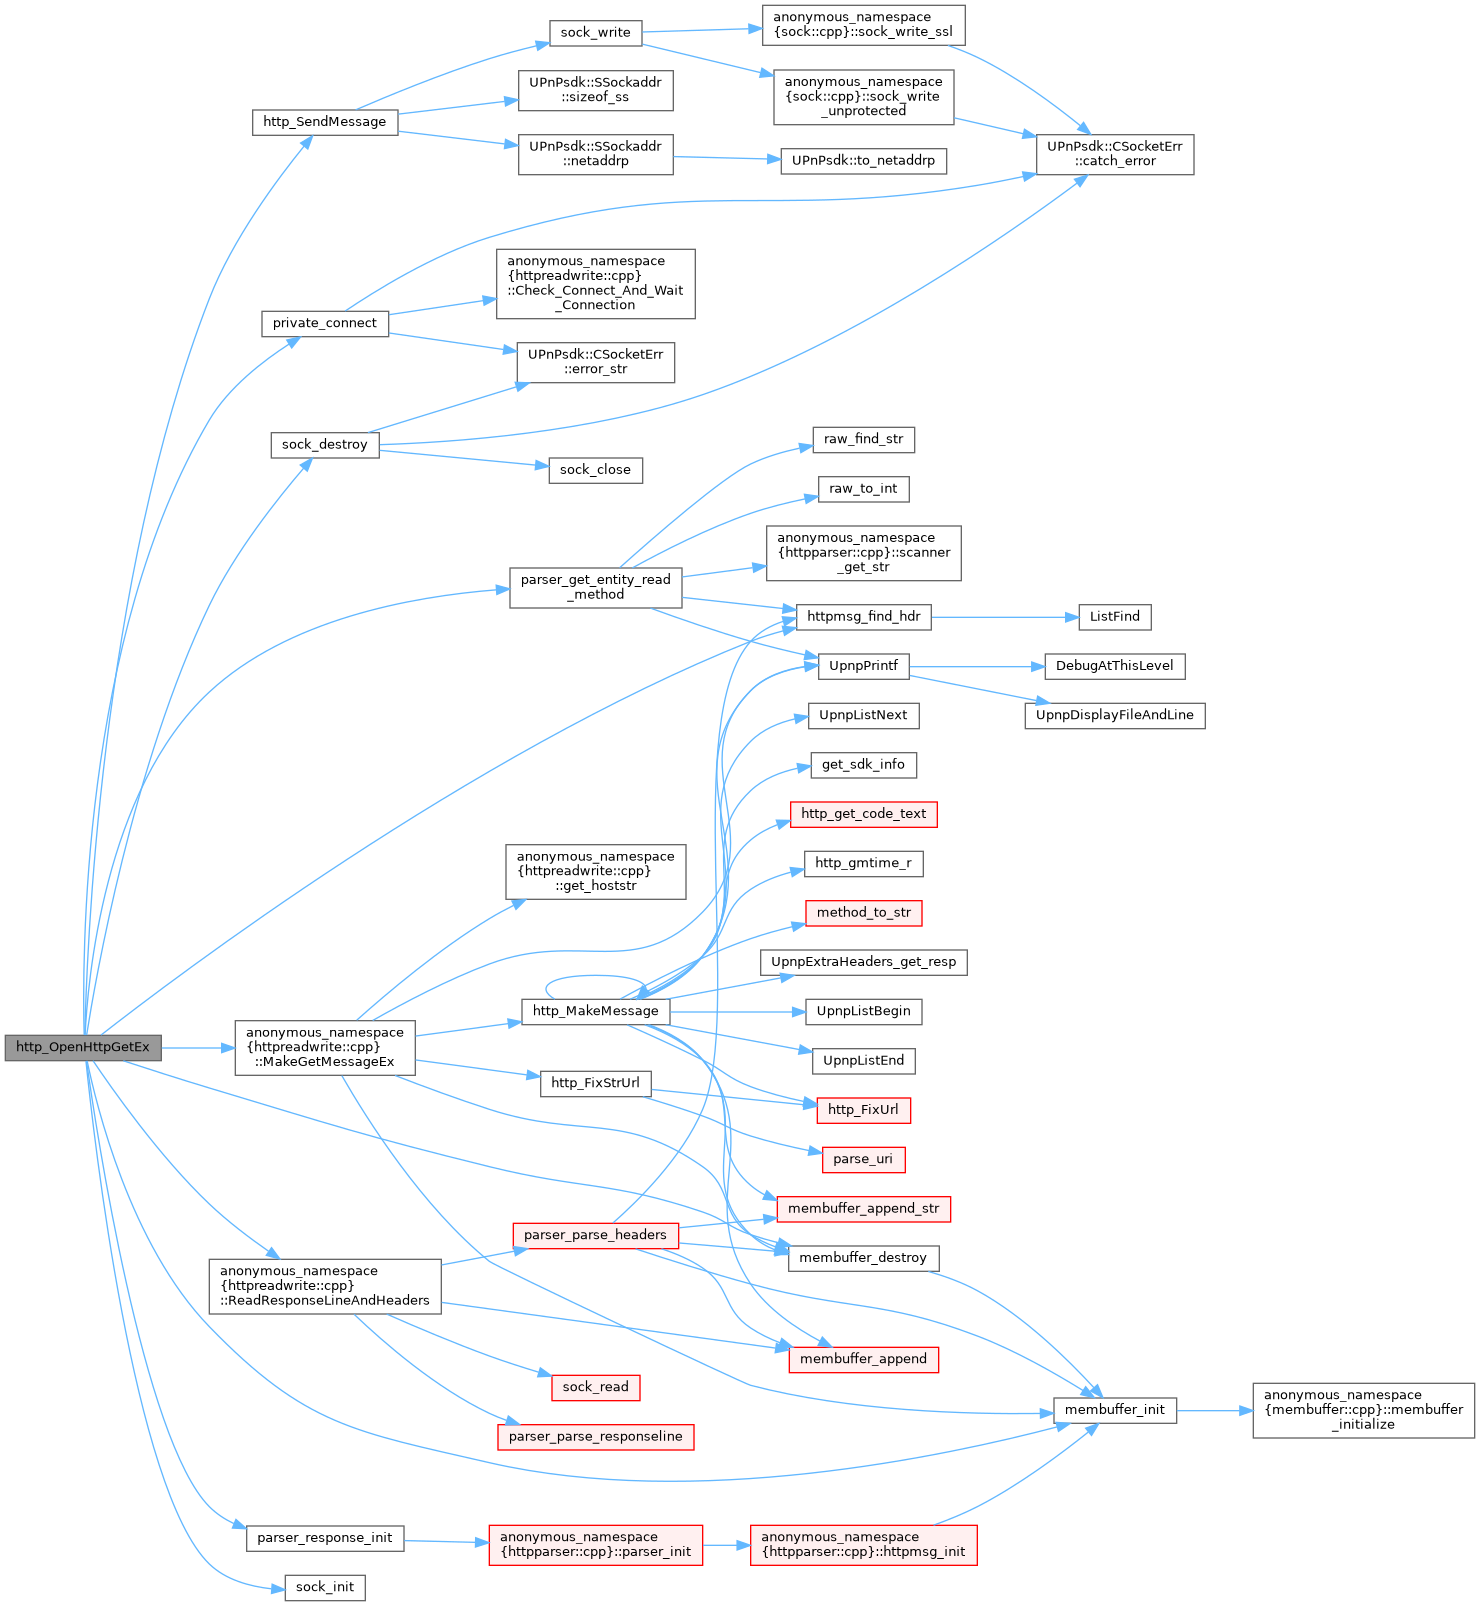 sock_write
anonymous_namespace
{sock::cpp}::sock_write_ssl
UPnPsdk::SSockaddr
::sizeof_ss
anonymous_namespace
{sock::cpp}::sock_write
_unprotected
http_SendMessage
UPnPsdk::SSockaddr
::netaddrp
UPnPsdk::to_netaddrp
UPnPsdk::CSocketErr
::catch_error
anonymous_namespace
{httpreadwrite::cpp}
::Check_Connect_And_Wait
_Connection
private_connect
UPnPsdk::CSocketErr
::error_str
sock_destroy
sock_close
raw_find_str
raw_to_int
anonymous_namespace
{httpparser::cpp}::scanner
_get_str
parser_get_entity_read
_method
httpmsg_find_hdr
ListFind
UpnpPrintf
DebugAtThisLevel
UpnpListNext
UpnpDisplayFileAndLine
get_sdk_info
http_get_code_text
anonymous_namespace
{httpreadwrite::cpp}
::get_hoststr
http_gmtime_r
method_to_str
UpnpExtraHeaders_get_resp
http_MakeMessage
UpnpListBegin
http_OpenHttpGetEx
anonymous_namespace
{httpreadwrite::cpp}
::MakeGetMessageEx
UpnpListEnd
http_FixStrUrl
http_FixUrl
parse_uri
membuffer_append_str
parser_parse_headers
membuffer_destroy
anonymous_namespace
{httpreadwrite::cpp}
::ReadResponseLineAndHeaders
membuffer_append
sock_read
membuffer_init
anonymous_namespace
{membuffer::cpp}::membuffer
_initialize
parser_parse_responseline
parser_response_init
anonymous_namespace
{httpparser::cpp}::parser_init
anonymous_namespace
{httpparser::cpp}::httpmsg_init
sock_init